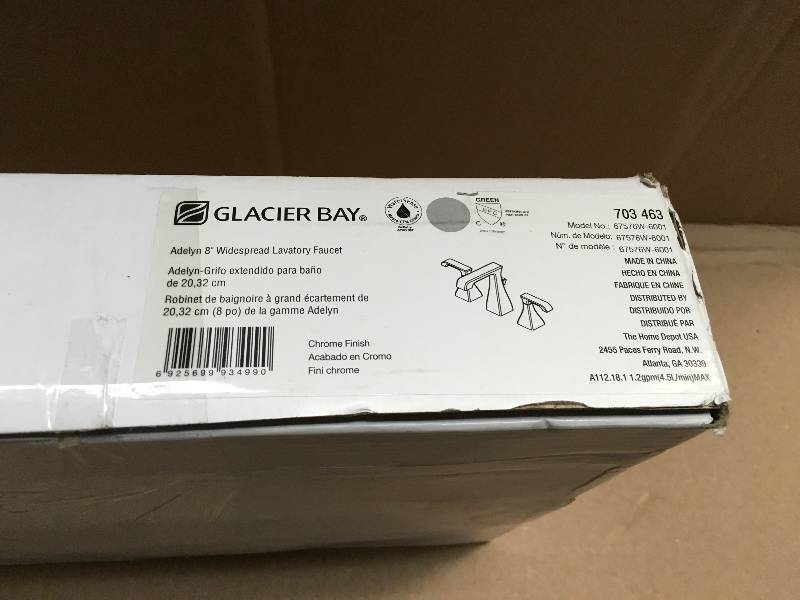 GLACIER BAY®
WaterSense
GREEN
703 463
Model No.: 67576W-6001
Núm. de Modelo: 67576W-6001
N° de modèle: 67576W-6001
MADE IN CHINA
HECHO EN CHINA
FABRIQUE EN CHINE
DISTRIBUTED BY
DISTRIBUIDO POR
DISTRIBUÉ PAR
The Home Depot USA
2455 Paces Ferry Road, N.W.
Atlanta, GA 30339
A112.18.1 1.2gpm(4.5L/min)MAX
Adelyn 8" Widespread Lavatory Faucet
Adelyn-Grifo extendido para baño
de 20,32 cm
Robinet de baignoire à grand écartement de
20,32 cm (8 po) de la gamme Adelyn
Chrome Finish
Acabado en Cromo
Fini chrome
6 925699 934990